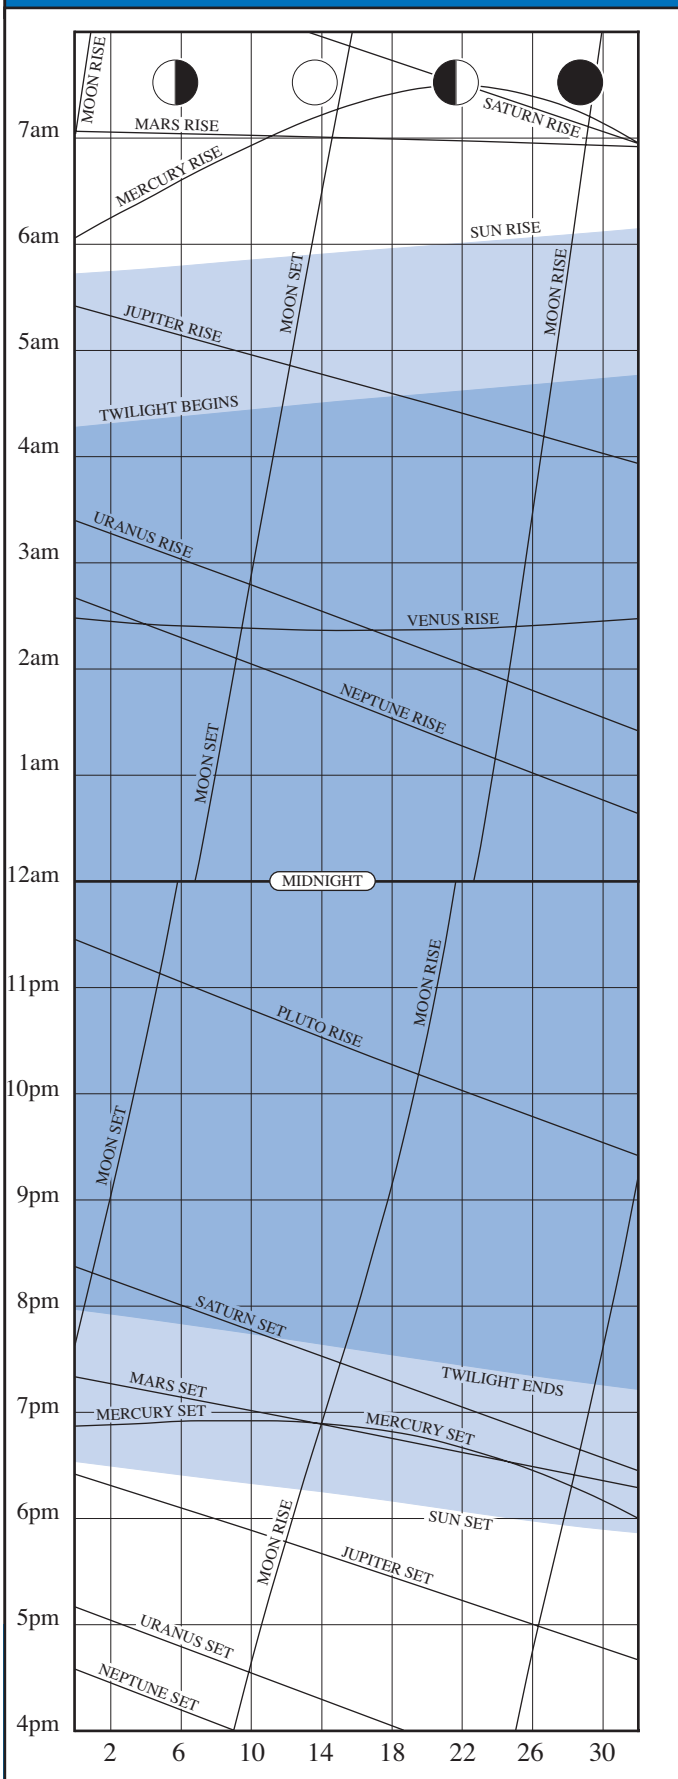 MOON RISE
MARS RISE
SATURN RISE
7am
MERCURY RISE
6am
SUN RISE
MOON SET
MOON RISE
JUPITER RISE
5am
TWILIGHT BEGINS
4am
URANUS RISE
3am
VENUS RISE
2am
NEPTUNE RISE
MOON SET
1am
12am
MIDNIGHT
MOON RISE
11pm
PLUTO RISE
10pm
MOON SET
9pm
8pm
SATURN SET
TWILIGHT ENDS
MARS SET
7pm
MERCURY SET
MERCURY SET
6pm
SUN SET
MOON RISE
JUPITER SET
5pm
URANUS SET
NEPTUNE SET
4pm
2 6 10 14 18 22 26 30